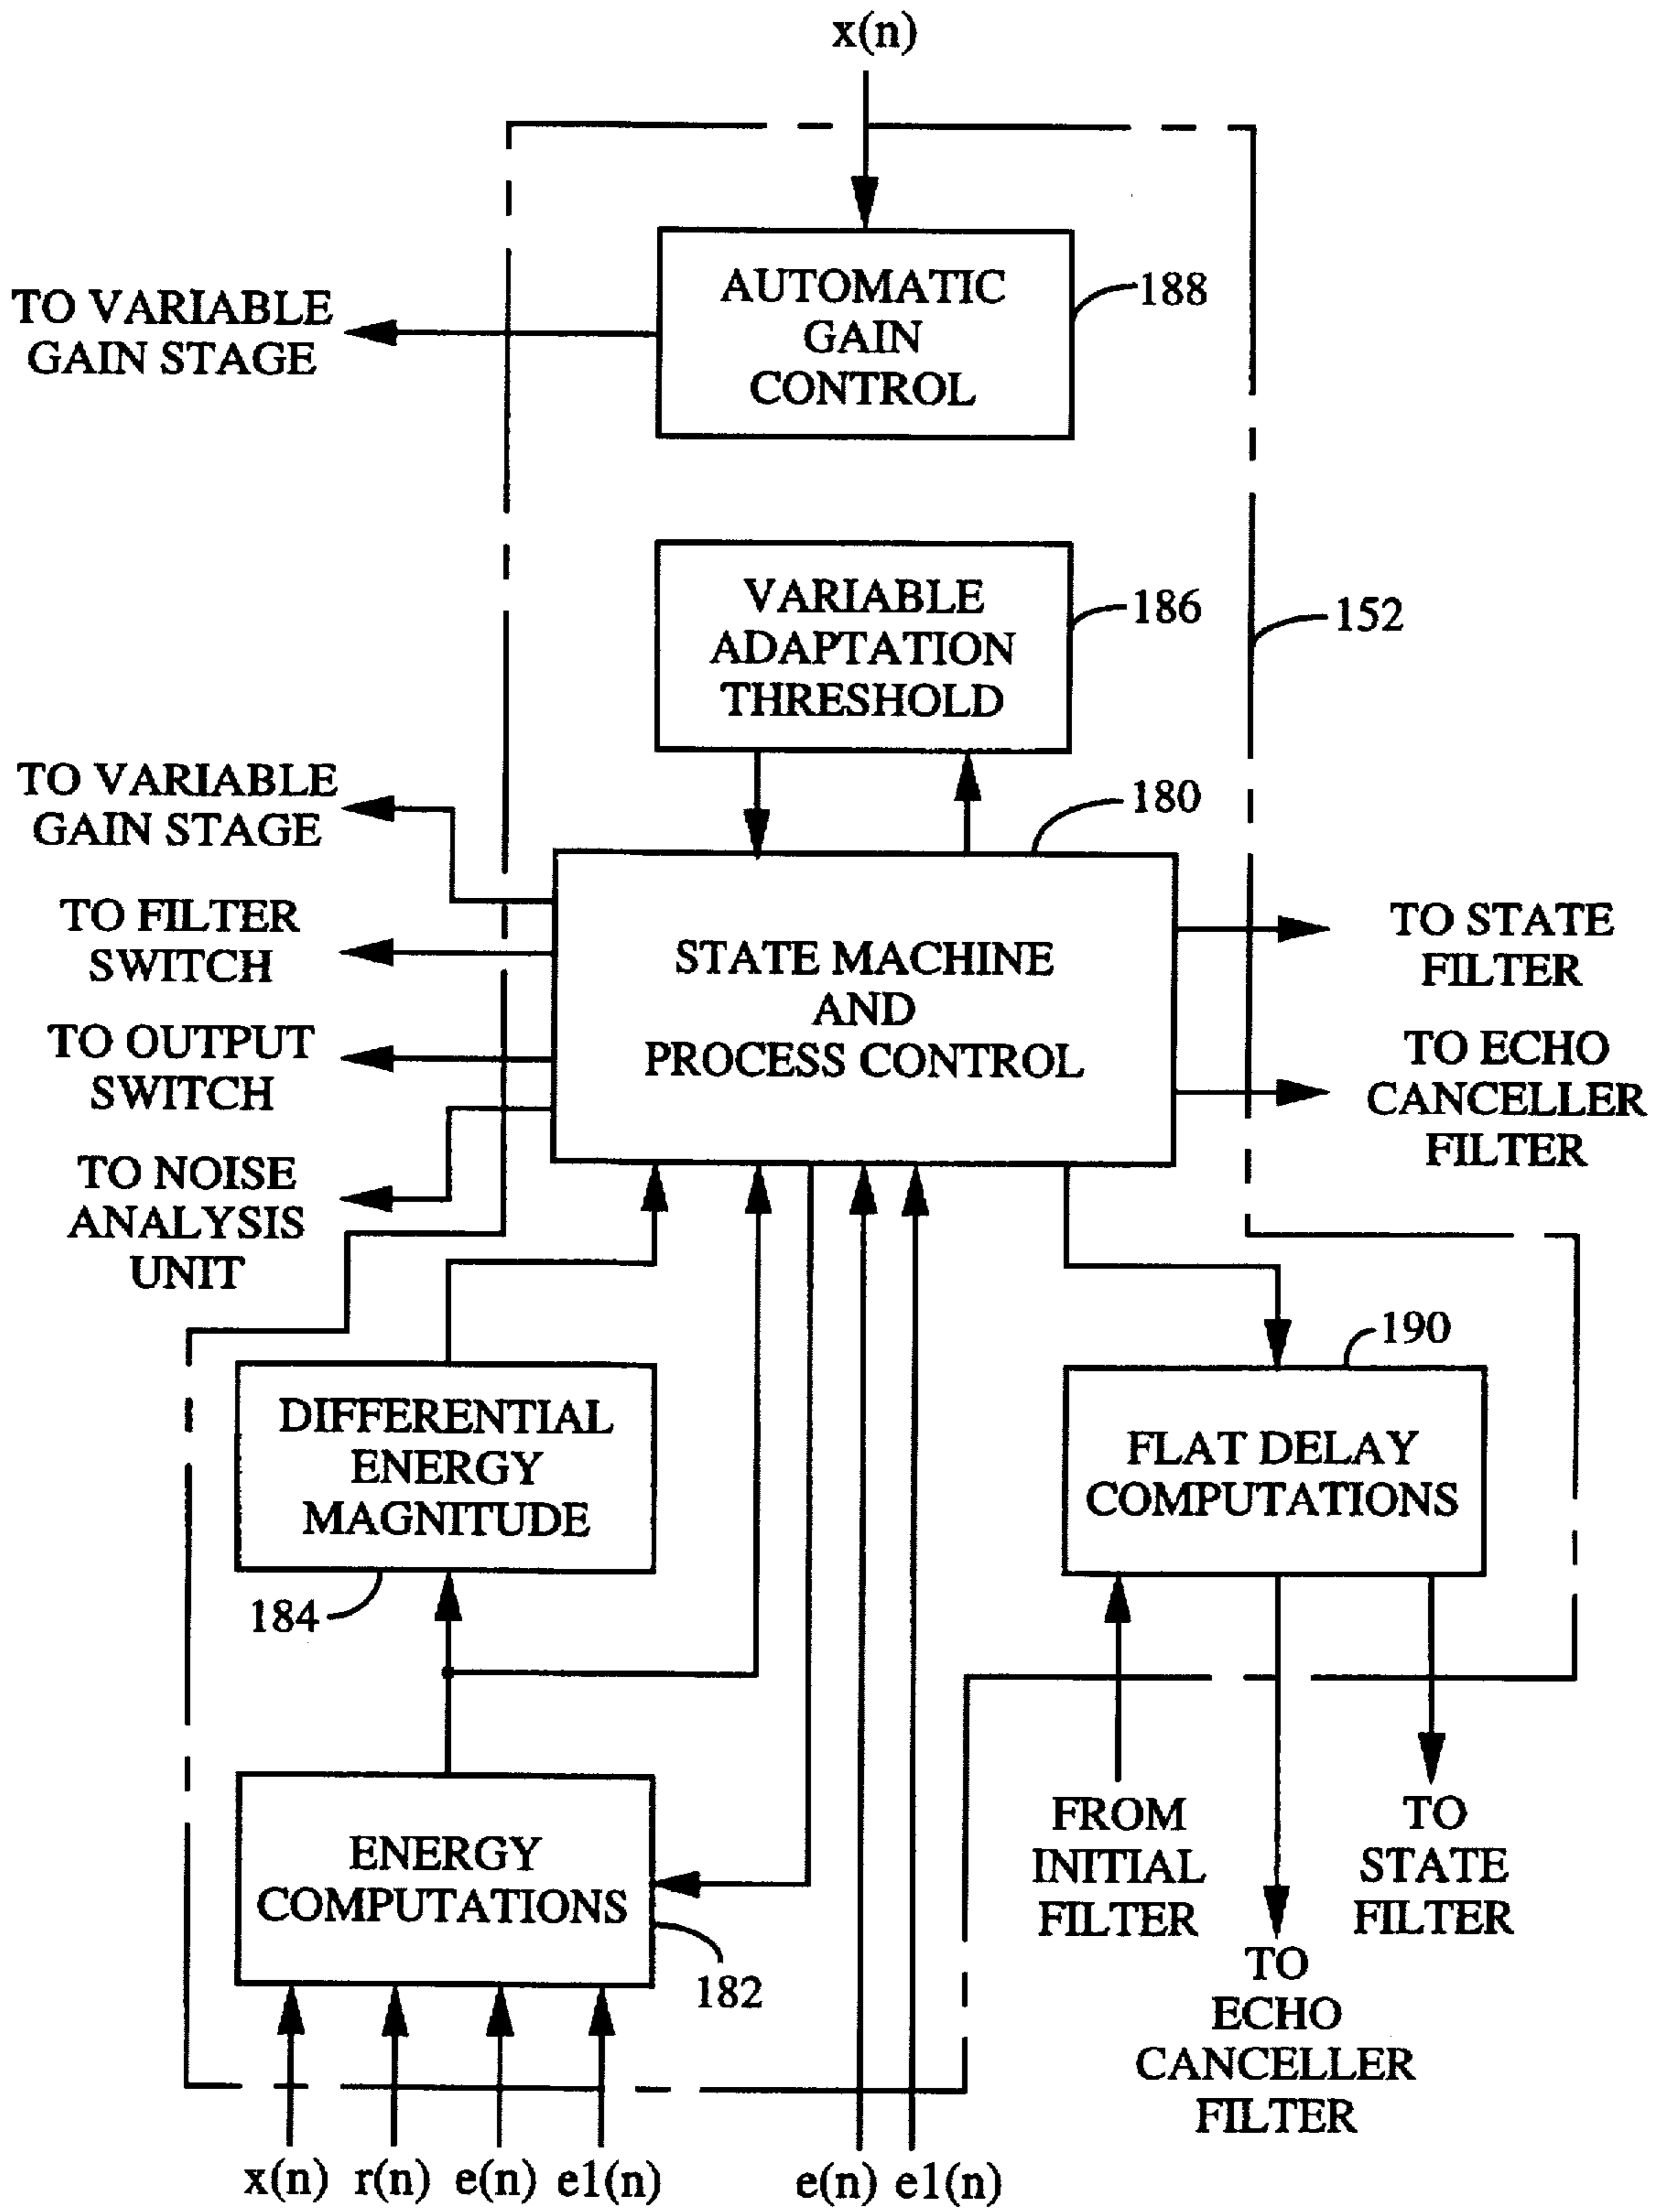 x(n)
AUTOMATIC
GAIN
CONTROL
188
TO VARIABLE
GAIN STAGE
VARIABLE
ADAPTATION
THRESHOLD
186
152
TO VARIABLE
GAIN STAGE
180
TO FILTER
SWITCH
STATE MACHINE
AND
PROCESS CONTROL
TO STATE
FILTER
TO OUTPUT
SWITCH
TO ECHO
CANCELLER
FILTER
TO NOISE
ANALYSIS
UNIT
190
DIFFERENTIAL
ENERGY
MAGNITUDE
184
FLAT DELAY
COMPUTATIONS
ENERGY
COMPUTATIONS
182
FROM
INITIAL
FILTER
TO
STATE
FILTER
TO
ECHO
CANCELLER
FILTER
x(n) r(n) e(n) e1(n)
e(n) e1(n)